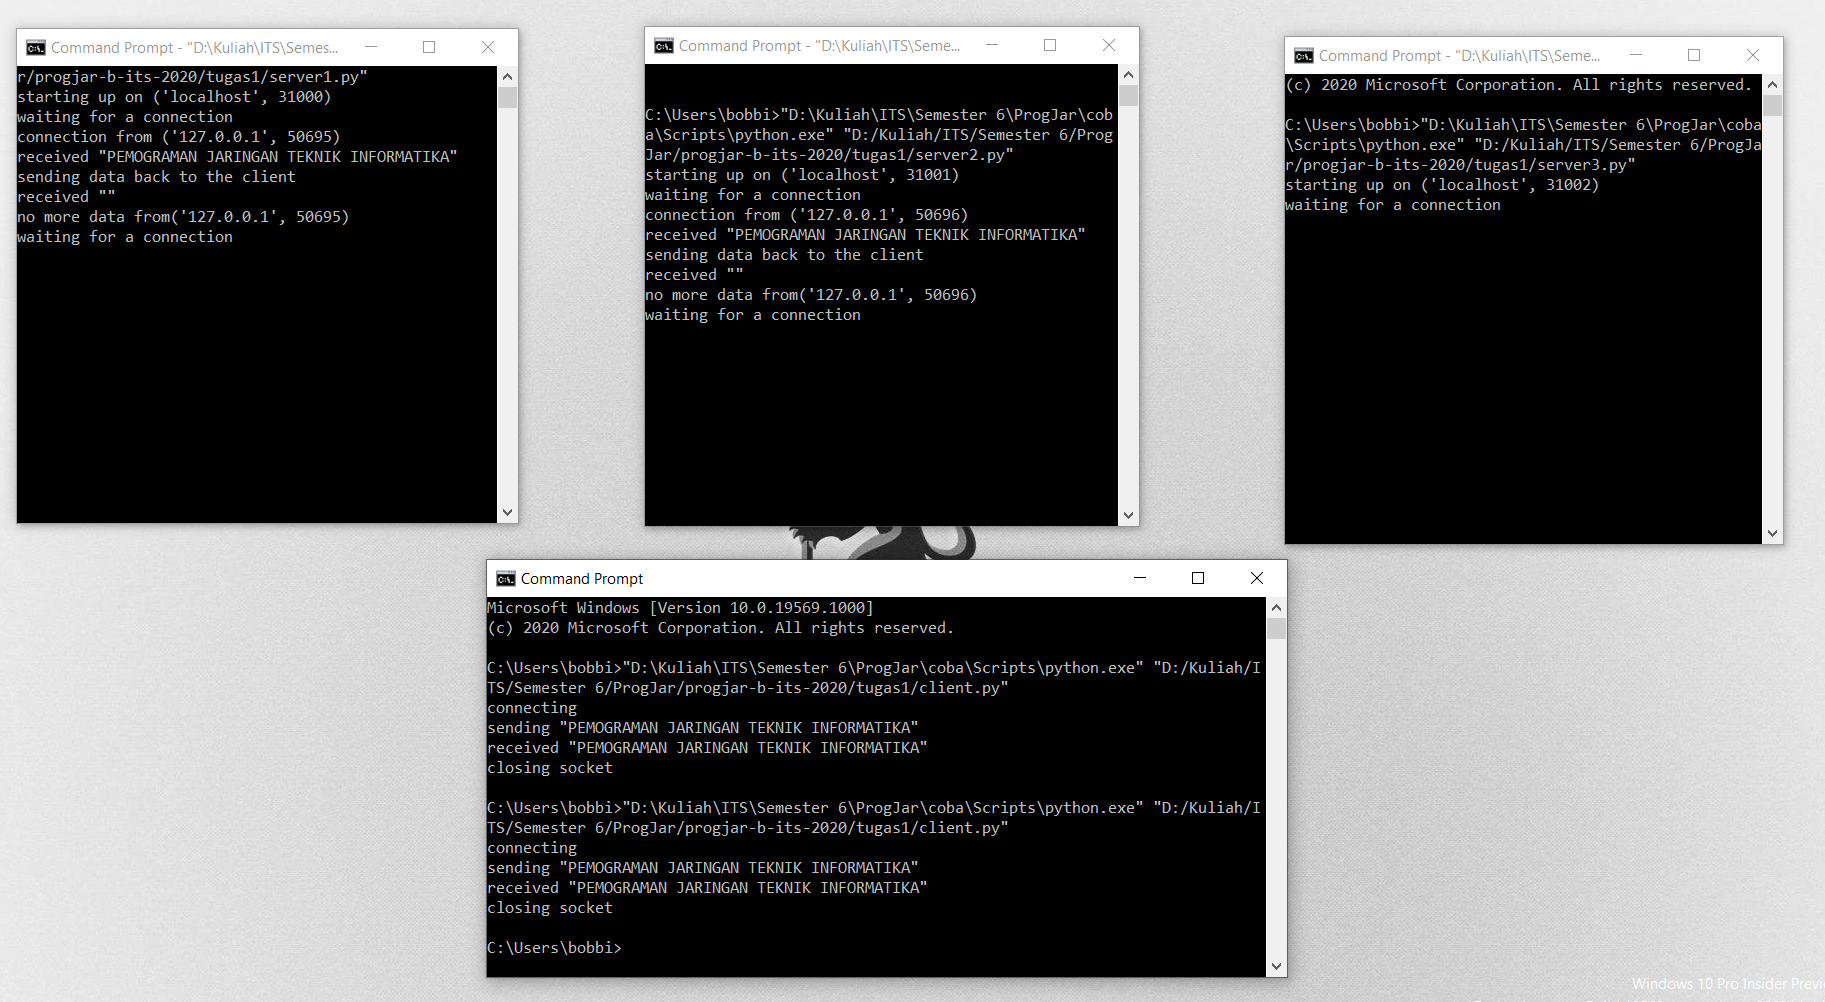 Command Prompt - "D:\Kuliah\ITS\Semes...
r/progjar-b-its-2020/tugas1/server1.py"
starting up on ('localhost', 31000)
waiting for a connection
connection from ('127.0.0.1', 50695)
received "PEMOGRAMAN JARINGAN TEKNIK INFORMATIKA"
sending data back to the client
received ""
no more data from('127.0.0.1', 50695)
waiting for a connection
Command Prompt - "D:\Kuliah\ITS\Seme...
C:\Users\bobbi>"D:\Kuliah\ITS\Semester 6\ProgJar\cob
a\Scripts\python.exe" "D:/Kuliah/ITS/Semester 6/Prog
Jar/progjar-b-its-2020/tugas1/server2.py"
starting up on ('localhost', 31001)
waiting for a connection
connection from ('127.0.0.1', 50696)
received "PEMOGRAMAN JARINGAN TEKNIK INFORMATIKA"
sending data back to the client
received ""
no more data from('127.0.0.1', 50696)
waiting for a connection
Command Prompt - "D:\Kuliah\ITS\Seme...
(c) 2020 Microsoft Corporation. All rights reserved.
C:\Users\bobbi>"D:\Kuliah\ITS\Semester 6\ProgJar\coba
\Scripts\python.exe" "D:/Kuliah/ITS/Semester 6/ProgJa
r/progjar-b-its-2020/tugas1/server3.py"
starting up on ('localhost', 31002)
waiting for a connection
Command Prompt
Microsoft Windows [Version 10.0.19569.1000]
(c) 2020 Microsoft Corporation. All rights reserved.
C:\Users\bobbi>"D:\Kuliah\ITS\Semester 6\ProgJar\coba\Scripts\python.exe" "D:/Kuliah/I
TS/Semester 6/ProgJar/progjar-b-its-2020/tugas1/client.py"
connecting
sending "PEMOGRAMAN JARINGAN TEKNIK INFORMATIKA"
received "PEMOGRAMAN JARINGAN TEKNIK INFORMATIKA"
closing socket
C:\Users\bobbi>"D:\Kuliah\ITS\Semester 6\ProgJar\coba\Scripts\python.exe" "D:/Kuliah/I
TS/Semester 6/ProgJar/progjar-b-its-2020/tugas1/client.py"
connecting
sending "PEMOGRAMAN JARINGAN TEKNIK INFORMATIKA"
received "PEMOGRAMAN JARINGAN TEKNIK INFORMATIKA"
closing socket
C:\Users\bobbi>
Windows 10 Pro Insider Previ